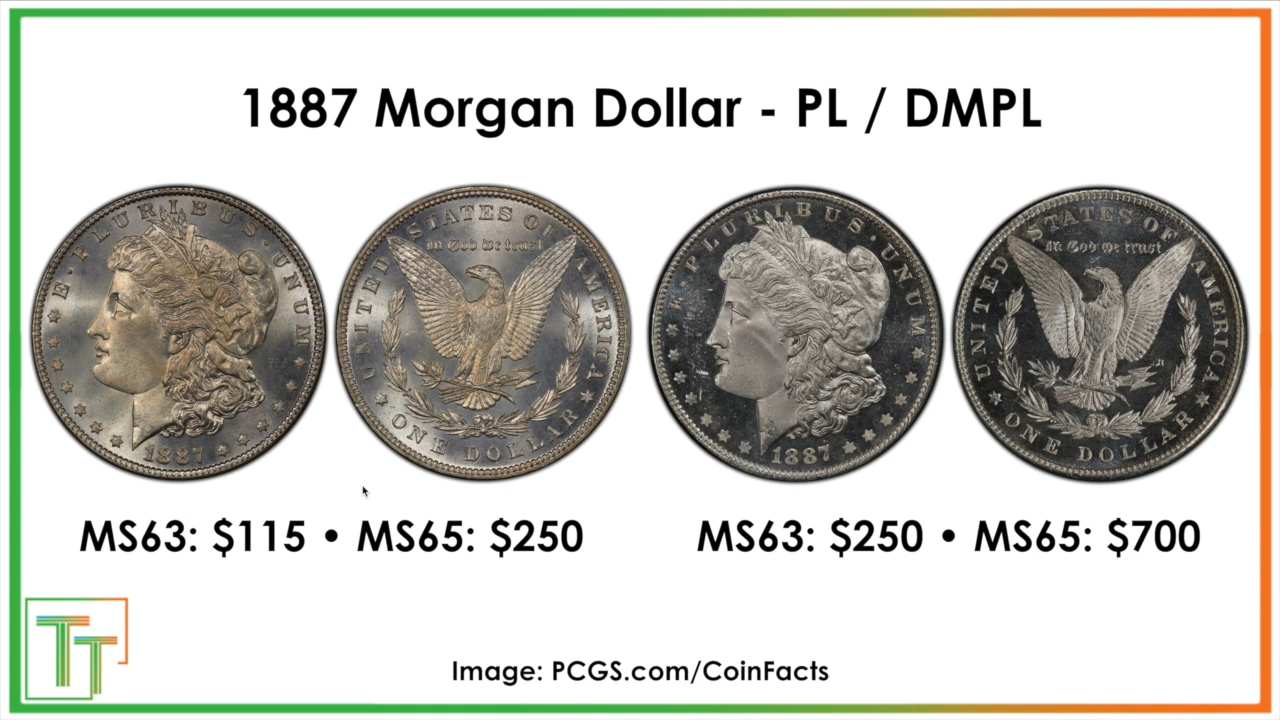 1887 Morgan Dollar - PL / DMPL
E·PLURIBUS·UNUM
1887
UNITED STATES OF AMERICA
In God we trust
ONE DOLLAR
E·PLURIBUS·UNUM
1887
UNITED STATES OF AMERICA
In God we trust
ONE DOLLAR
MS63: $115 • MS65: $250
MS63: $250 • MS65: $700
TT
Image: PCGS.com/CoinFacts